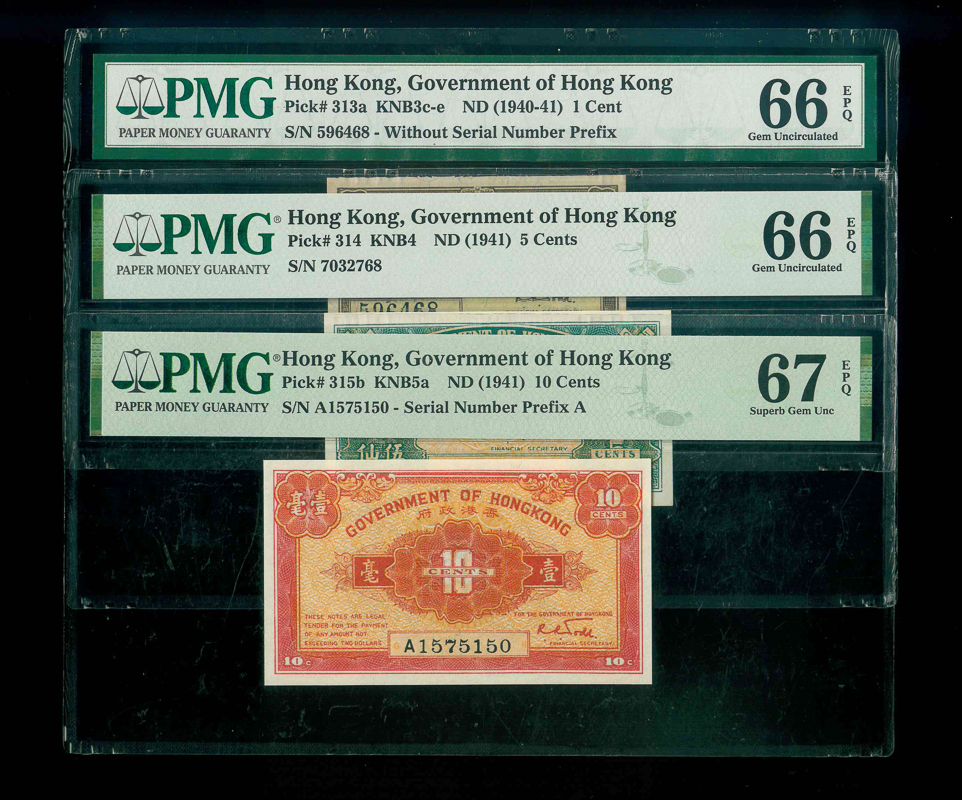 PMG
PAPER MONEY GUARANTY
Hong Kong, Government of Hong Kong
Pick# 313a KNB3c-e ND (1940-41) 1 Cent
S/N 596468 - Without Serial Number Prefix
66
EPQ
Gem Uncirculated
PMG®
PAPER MONEY GUARANTY
Hong Kong, Government of Hong Kong
Pick# 314 KNB4 ND (1941) 5 Cents
S/N 7032768
66
EPQ
Gem Uncirculated
596468
PMG®
PAPER MONEY GUARANTY
Hong Kong, Government of Hong Kong
Pick# 315b KNB5a ND (1941) 10 Cents
S/N A1575150 - Serial Number Prefix A
67
EPQ
Superb Gem Unc
仙伍
FINANCIAL SECRETARY
CENTS
毫壹
10
CENTS
GOVERNMENT OF HONGKONG
府政港香
毫
10
CENTS
壹
THESE NOTES ARE LEGAL
TENDER FOR THE PAYMENT
OF ANY AMOUNT NOT
EXCEEDING TWO DOLLARS
FOR THE GOVERNMENT OF HONGKONG
FINANCIAL SECRETARY
A1575150
10 C
10 C